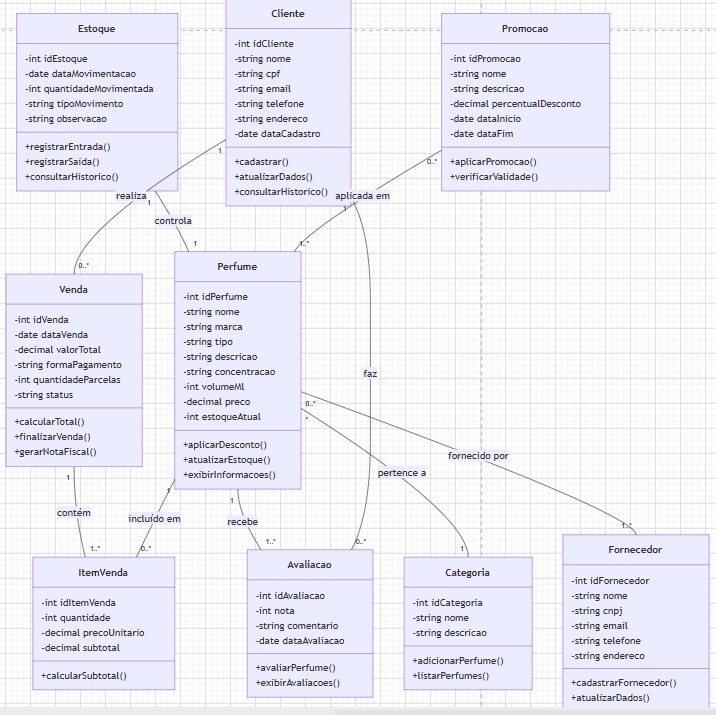 Estoque
-int idEstoque
-date dataMovimentacao
-int quantidadeMovimentada
-string tipoMovimento
-string observacao
+registrarEntrada()
+registrarSaida()
+consultarHistorico()
Cliente
-int idCliente
-string nome
-string cpf
-string email
-string telefone
-string endereco
-date dataCadastro
+cadastrar()
+atualizarDados()
+consultarHistorico()
Promocao
-int idPromocao
-string nome
-string descricao
-decimal percentualDesconto
-date dataInicio
-date dataFim
+aplicarPromocao()
+verificarValidade()
1
0..*
realiza
1
aplicada em
1
controla
1
1..*
0..*
Venda
-int idVenda
-date dataVenda
-decimal valorTotal
-string formaPagamento
-int quantidadeParcelas
-string status
+calcularTotal()
+finalizarVenda()
+gerarNotaFiscal()
Perfume
-int idPerfume
-string nome
-string marca
-string tipo
-string descricao
-string concentracao
-int volumeMl
-decimal preco
-int estoqueAtual
+aplicarDesconto()
+atualizarEstoque()
+exibirInformacoes()
faz
0..*
*
fornecido por
pertence a
1
1
1
contém
incluído em
recebe
1..*
1..*
0..*
1..*
0..*
1
ItemVenda
-int idItemVenda
-int quantidade
-decimal precoUnitario
-decimal subtotal
+calcularSubtotal()
Avaliacao
-int idAvaliacao
-int nota
-string comentario
-date dataAvaliacao
+avaliarPerfume()
+exibirAvaliacoes()
Categoria
-int idCategoria
-string nome
-string descricao
+adicionarPerfume()
+listarPerfumes()
Fornecedor
-int idFornecedor
-string nome
-string cnpj
-string email
-string telefone
-string endereco
+cadastrarFornecedor()
+atualizarDados()